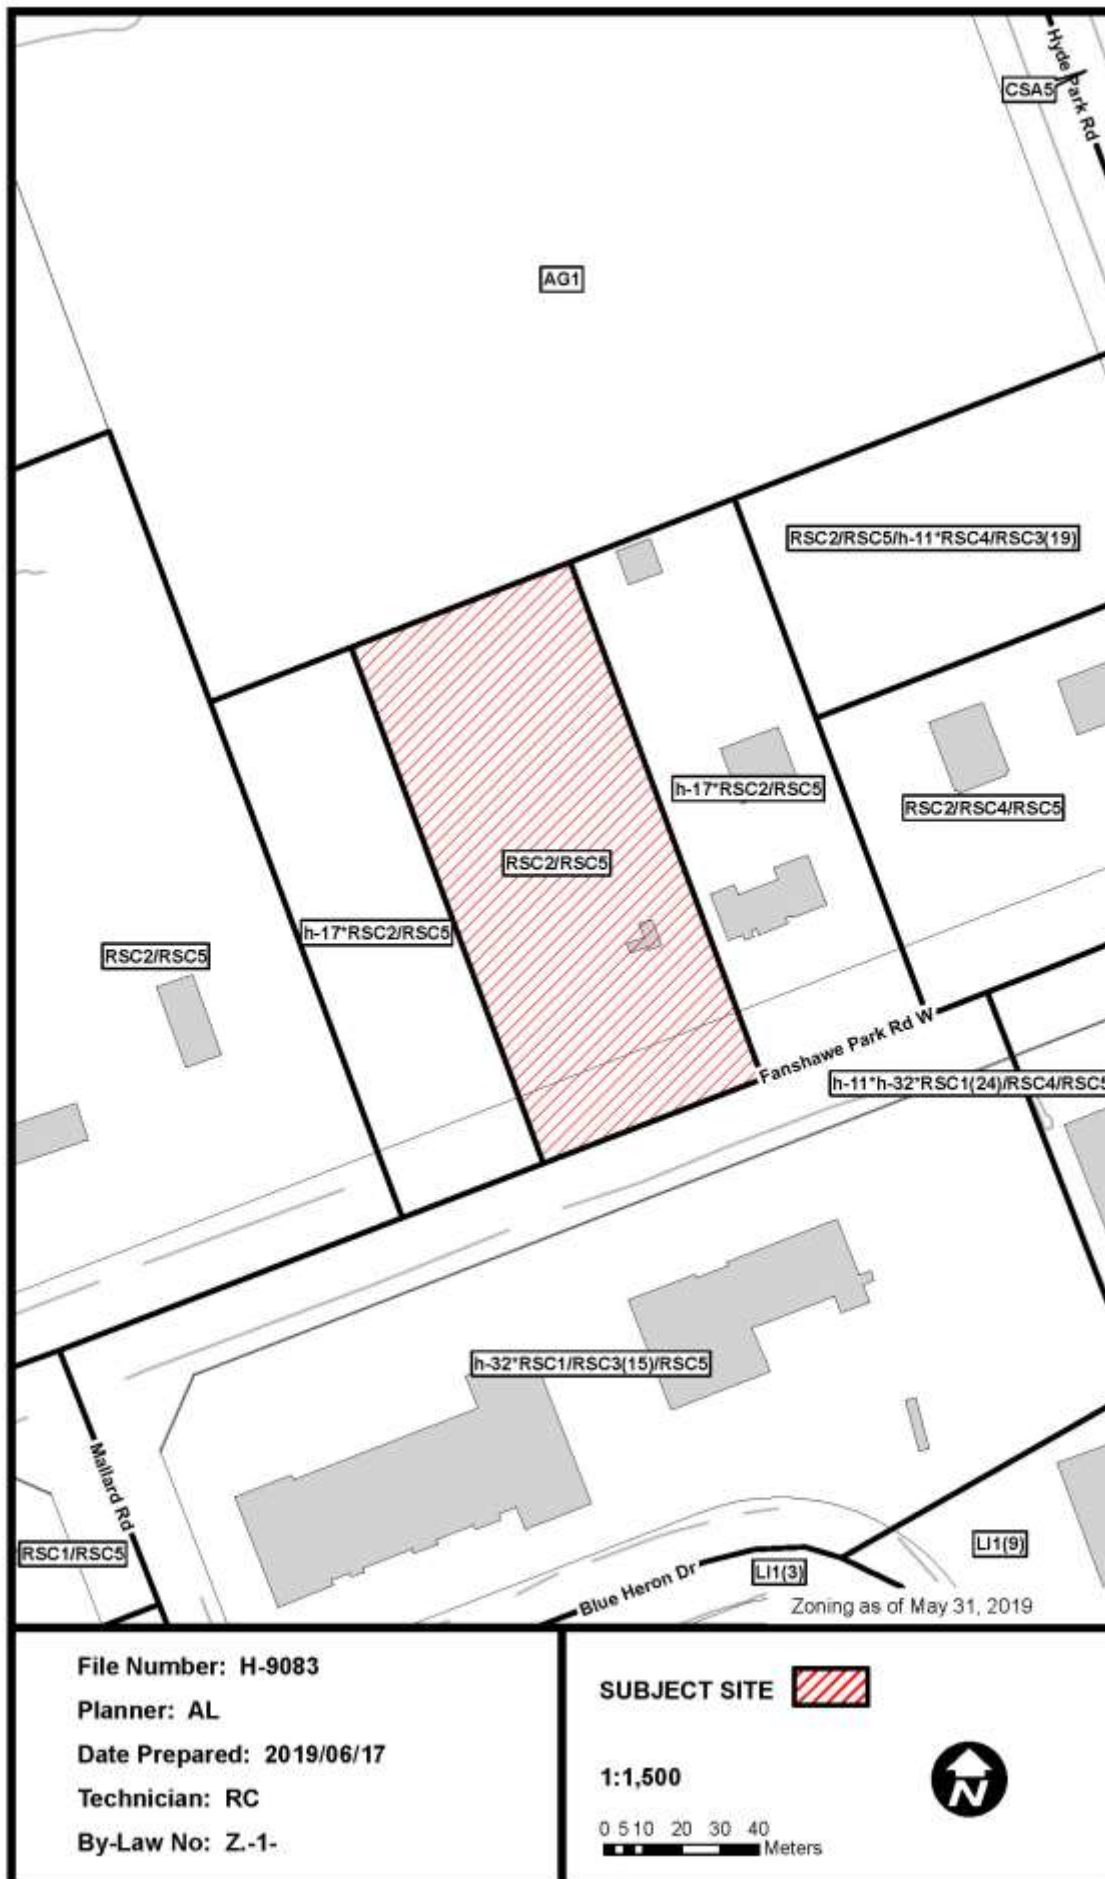 Hyde Park Rd
CSA5
AG1
RSC2/RSC5/h-11*RSC4/RSC3(19)
h-17*RSC2/RSC5
RSC2/RSC4/RSC5
RSC2/RSC5
h-17*RSC2/RSC5
RSC2/RSC5
Fanshawe Park Rd W
h-11*h-32*RSC1(24)/RSC4/RSC5
h-32*RSC1/RSC3(15)/RSC5
Mallard Rd
RSC1/RSC5
LI1(9)
LI1(3)
Blue Heron Dr
Zoning as of May 31, 2019
File Number: H-9083
Planner: AL
Date Prepared: 2019/06/17
Technician: RC
By-Law No: Z.-1-
SUBJECT SITE
1:1,500
0 5 10 20 30 40
Meters
N